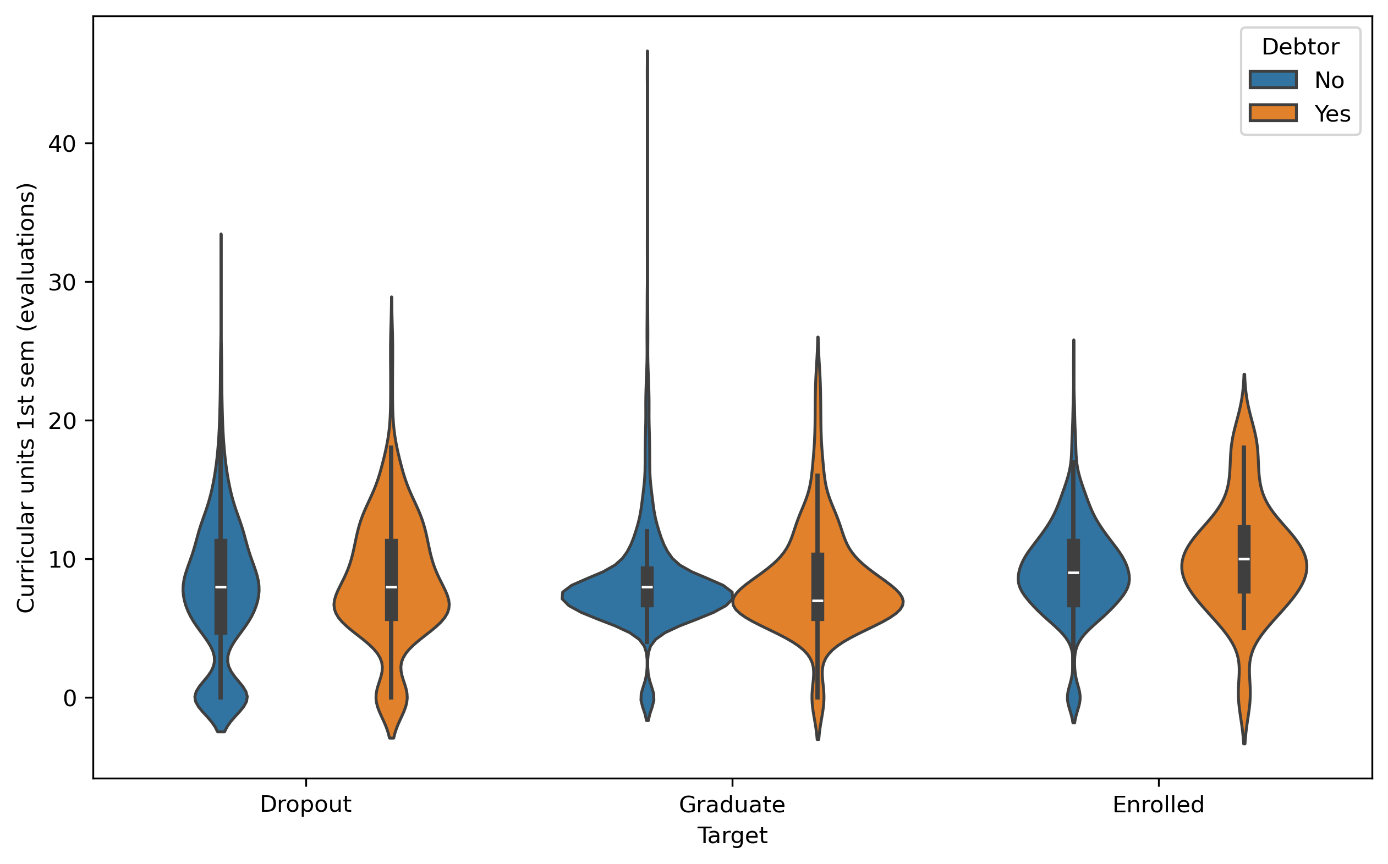 Debtor
No
Yes
Curricular units 1st sem (evaluations)
40
30
20
10
0
Dropout
Graduate
Enrolled
Target